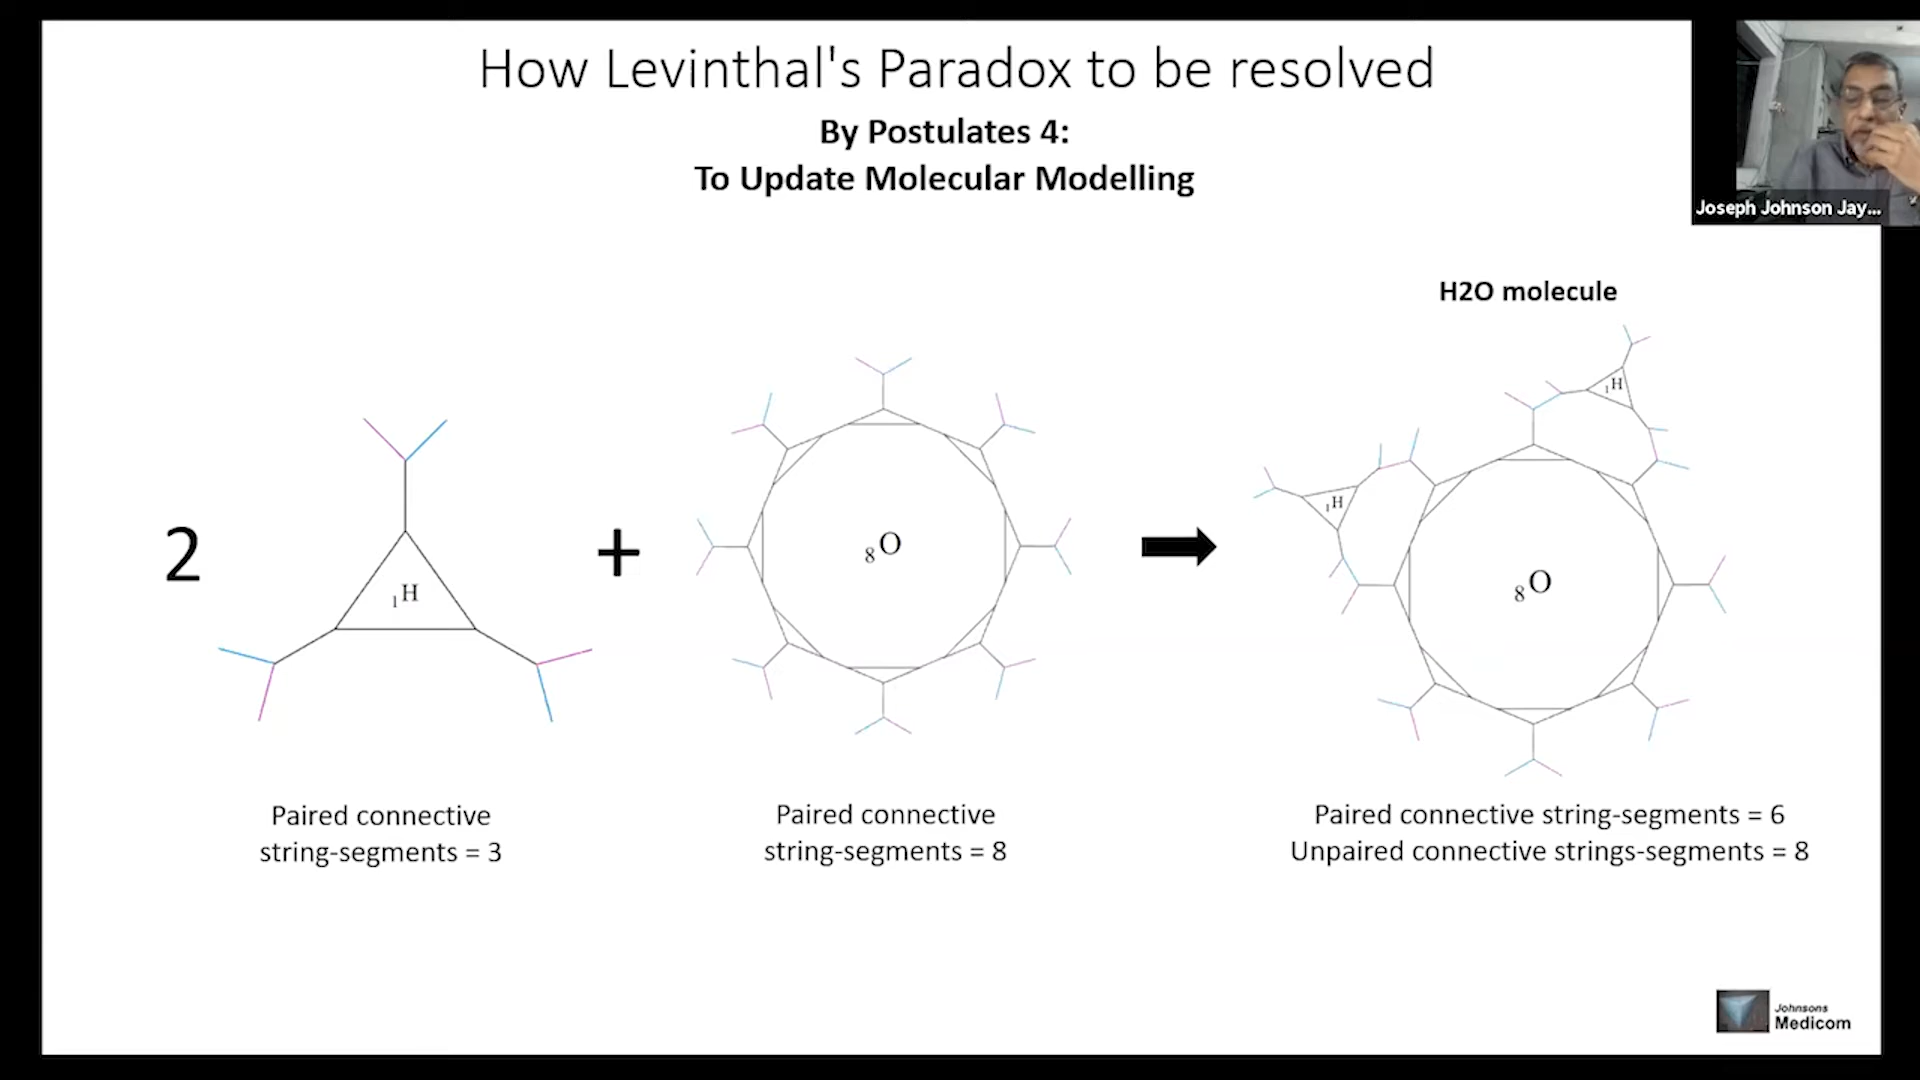 How Levinthal's Paradox to be resolved
By Postulates 4:
To Update Molecular Modelling
Joseph Johnson Jay...
H2O molecule
2
1H
+
8O
1H
1H
8O
Paired connective
string-segments = 3
Paired connective
string-segments = 8
Paired connective string-segments = 6
Unpaired connective strings-segments = 8
Johnsons
Medicom